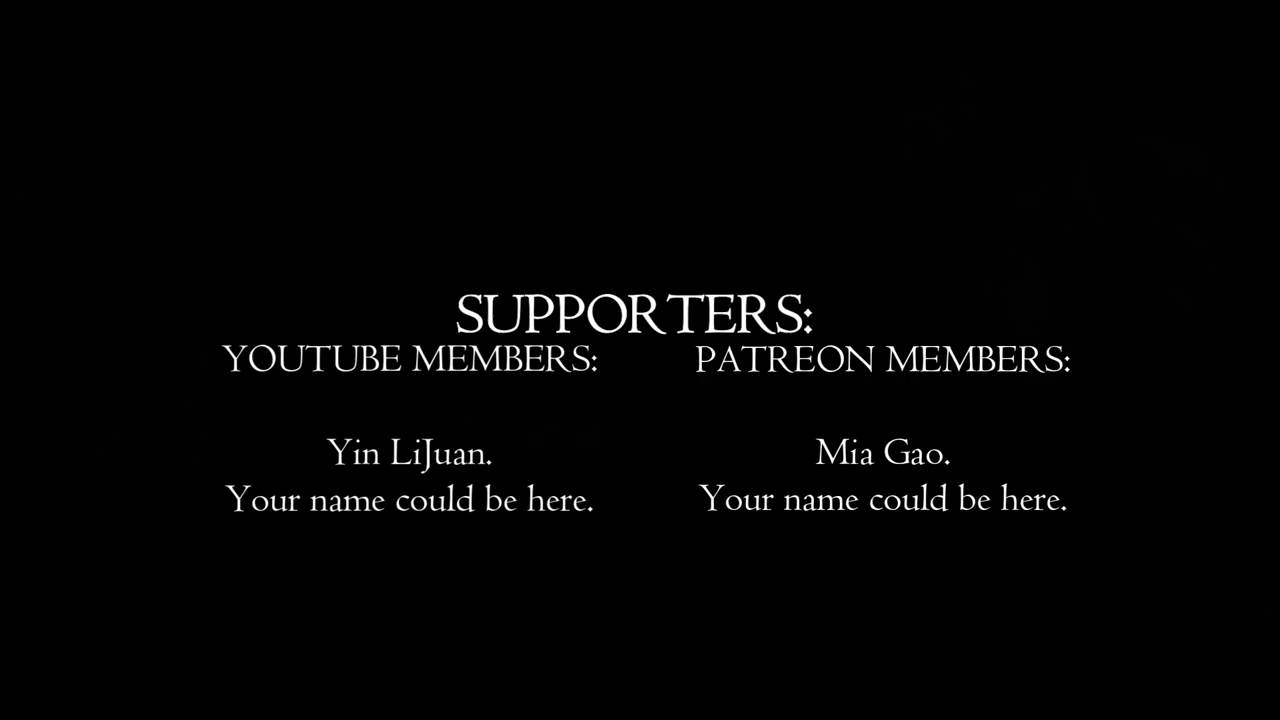 SUPPORTERS:
YOUTUBE MEMBERS:
Yin LiJuan.
Your name could be here.
PATREON MEMBERS:
Mia Gao.
Your name could be here.